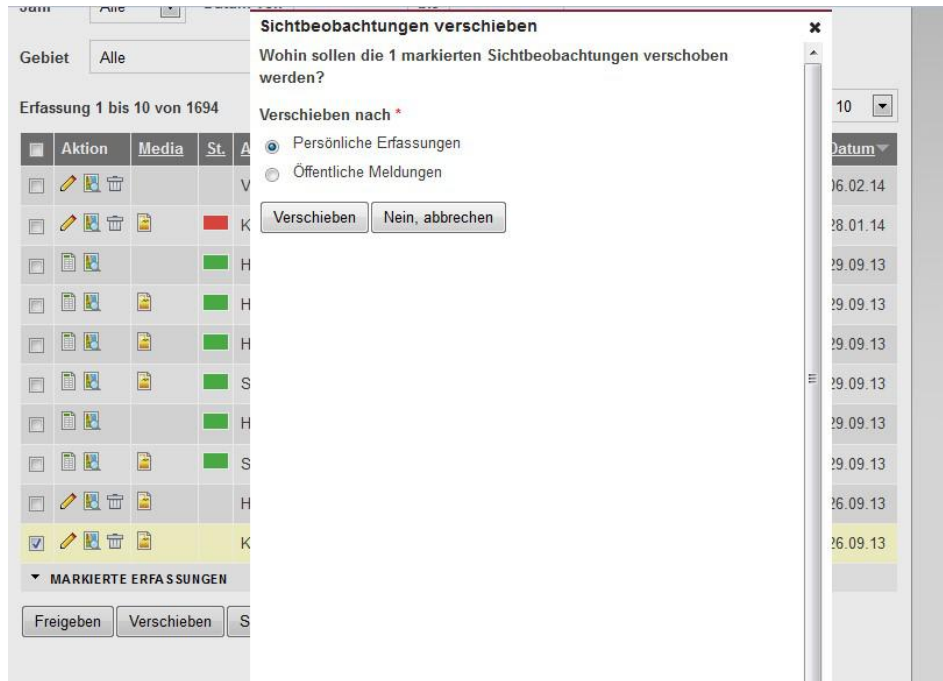 Alle
Sichtbeobachtungen verschieben
Gebiet Alle
Wohin sollen die 1 markierten Sichtbeobachtungen verschoben
werden?
Erfassung 1 bis 10 von 1694
10
Verschieben nach *
Persönliche Erfassungen
Öffentliche Meldungen
Verschieben Nein, abbrechen
Aktion Media St. A Datum
V 06.02.14
K 28.01.14
H 29.09.13
H 29.09.13
H 29.09.13
S 29.09.13
H 29.09.13
S 29.09.13
H 26.09.13
K 26.09.13
MARKIERTE ERFASSUNGEN
Freigeben Verschieben S